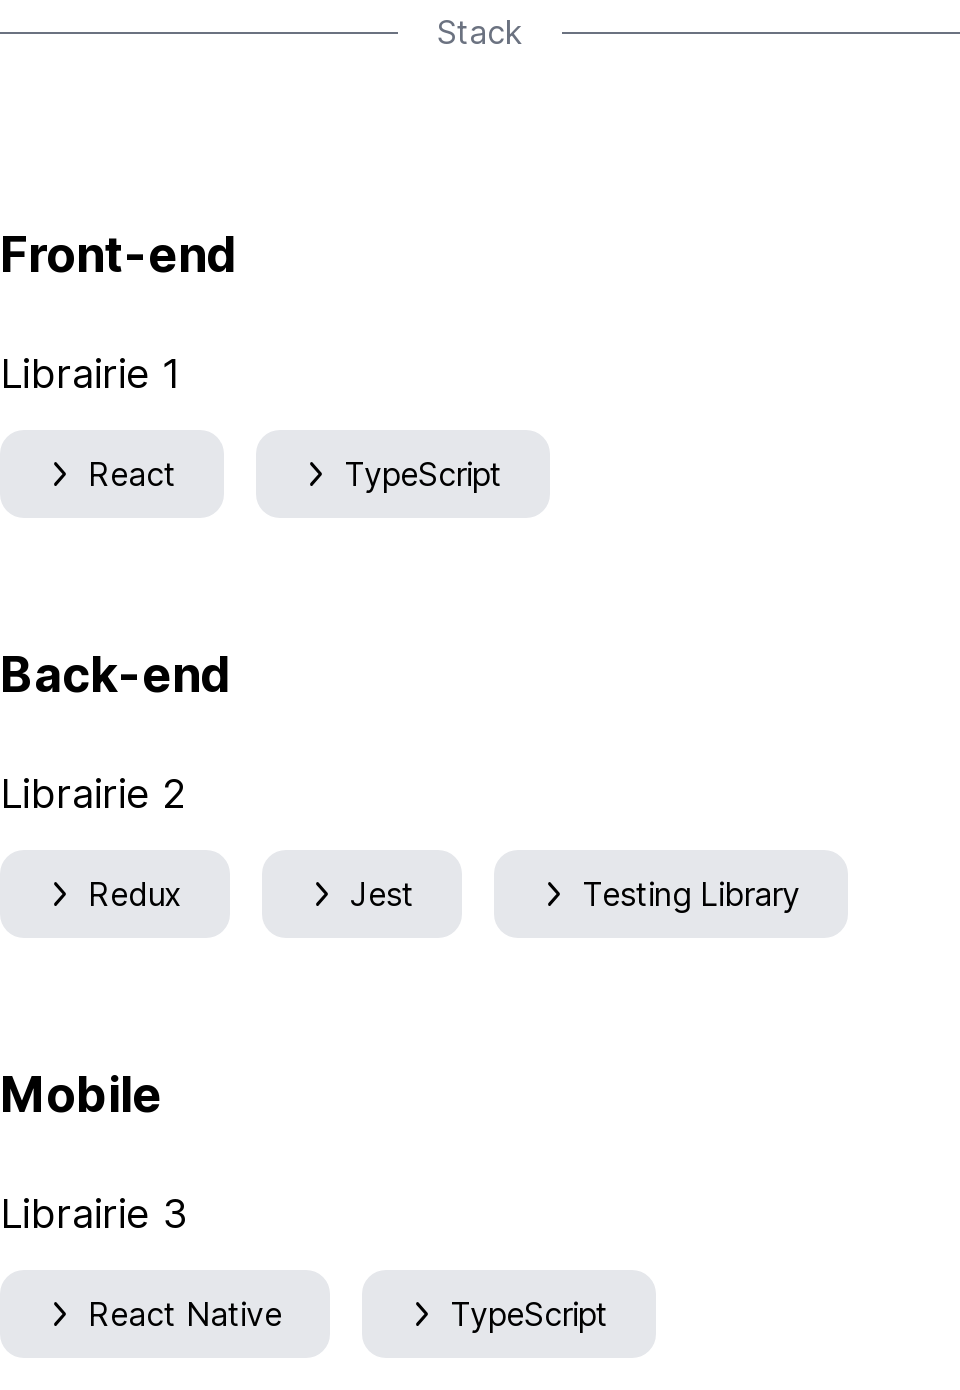 Stack
Front-end
Librairie 1
React TypeScript
Back-end
Librairie 2
Redux Jest Testing Library
Mobile
Librairie 3
React Native TypeScript